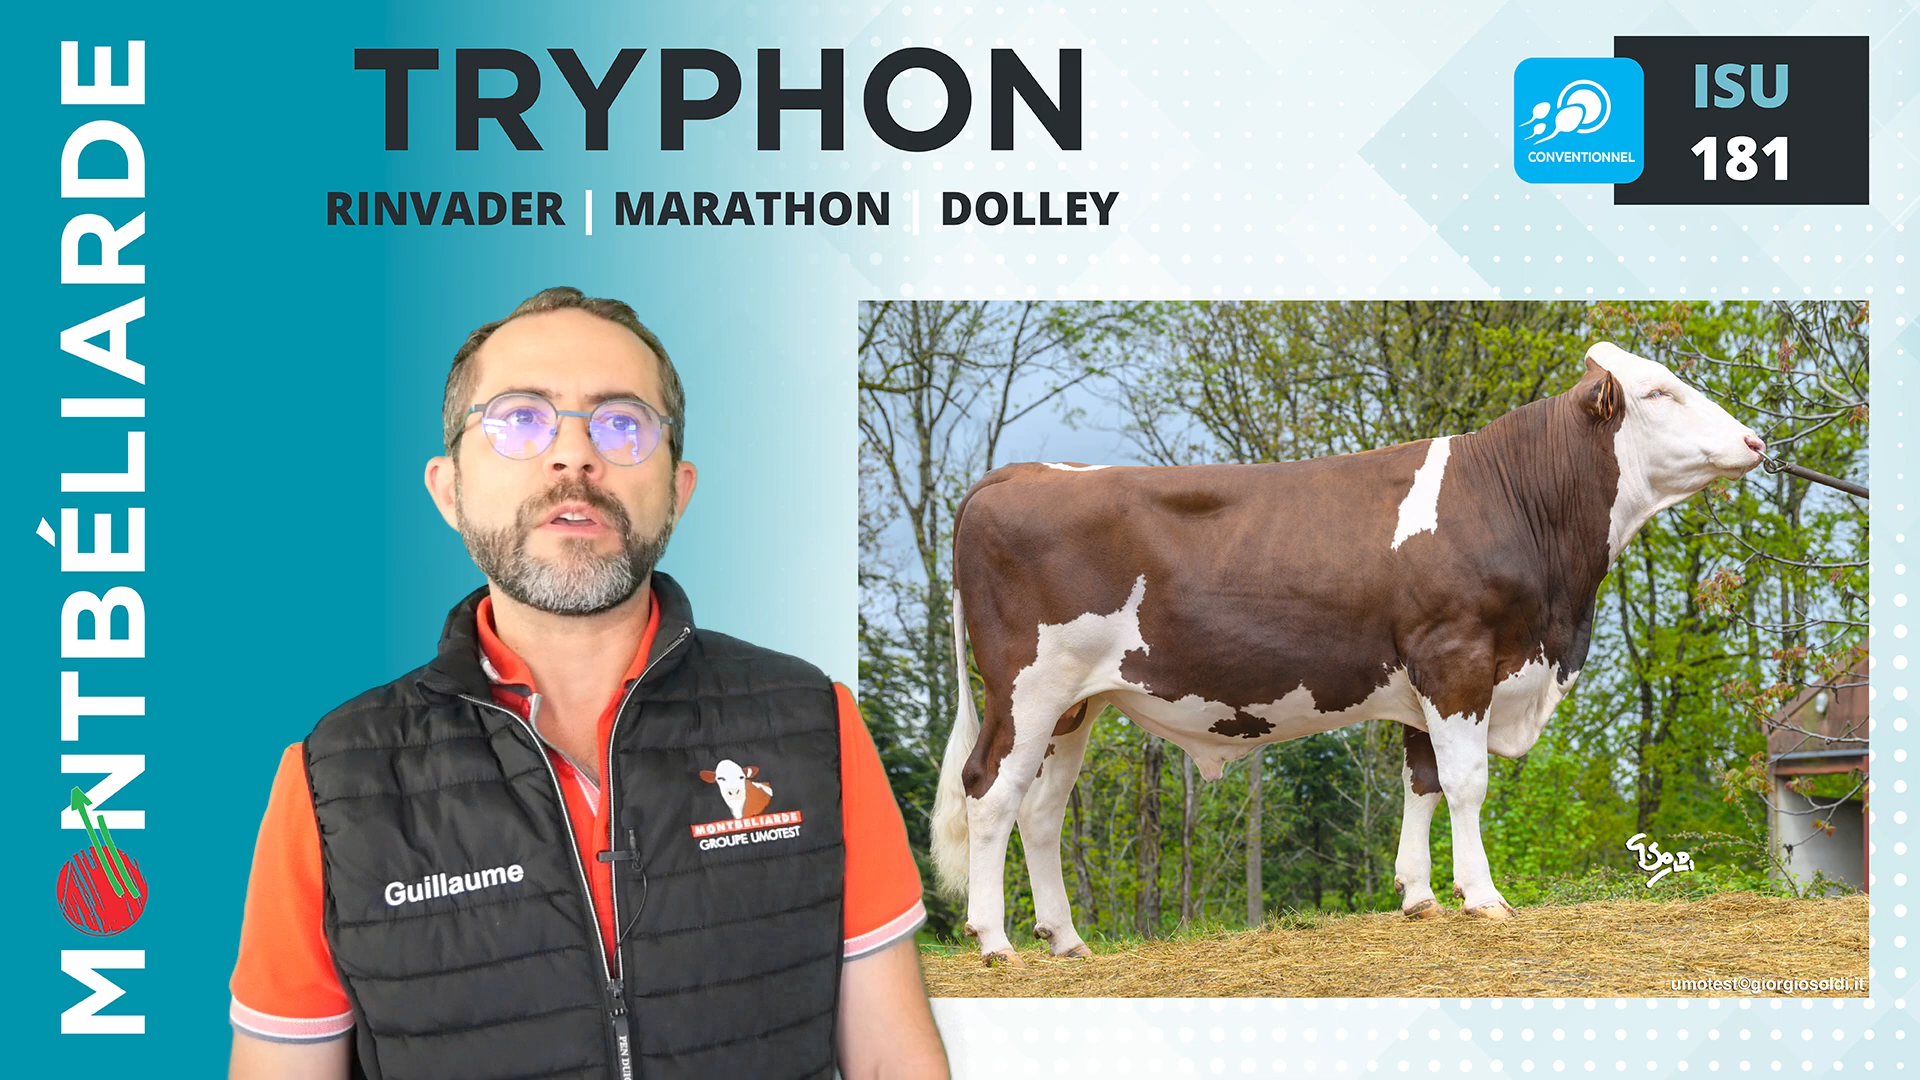 MONTBÉLIARDE
TRYPHON
RINVADER | MARATHON | DOLLEY
CONVENTIONNEL
ISU
181
MONTBELIARDE
GROUPE UMOTEST
Guillaume
umotest©giorgiosoldi.it